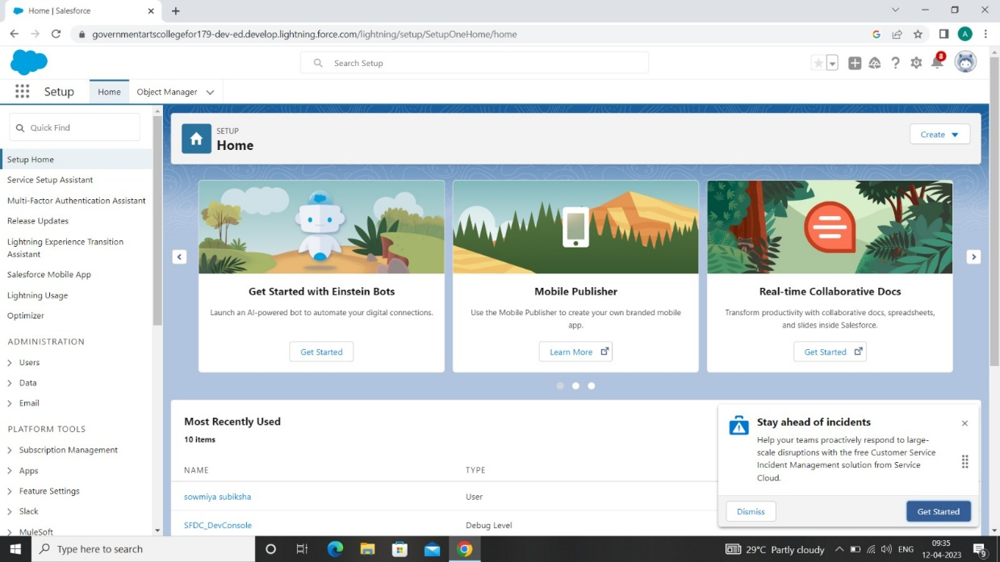 Home | Salesforce
governmentartscollegefor179-dev-ed.develop.lightning.force.com/lightning/setup/SetupOneHome/home
A
Search Setup
8
Setup
Home
Object Manager
Quick Find
Setup Home
Service Setup Assistant
Multi-Factor Authentication Assistant
Release Updates
Lightning Experience Transition
Assistant
Salesforce Mobile App
Lightning Usage
Optimizer
ADMINISTRATION
Users
Data
Email
PLATFORM TOOLS
Subscription Management
Apps
Feature Settings
Slack
MuleSoft
SETUP
Home
Create
Get Started with Einstein Bots
Launch an AI-powered bot to automate your digital connections.
Get Started
Mobile Publisher
Use the Mobile Publisher to create your own branded mobile
app.
Learn More
Real-time Collaborative Docs
Transform productivity with collaborative docs, spreadsheets,
and slides inside Salesforce.
Get Started
Most Recently Used
10 items
NAME
TYPE
sowmiya subiksha
User
SFDC_DevConsole
Debug Level
Stay ahead of incidents
Help your teams proactively respond to large-
scale disruptions with the free Customer Service
Incident Management solution from Service
Cloud.
Dismiss
Get Started
Type here to search
29°C Partly cloudy
ENG
09:35
12-04-2023
9